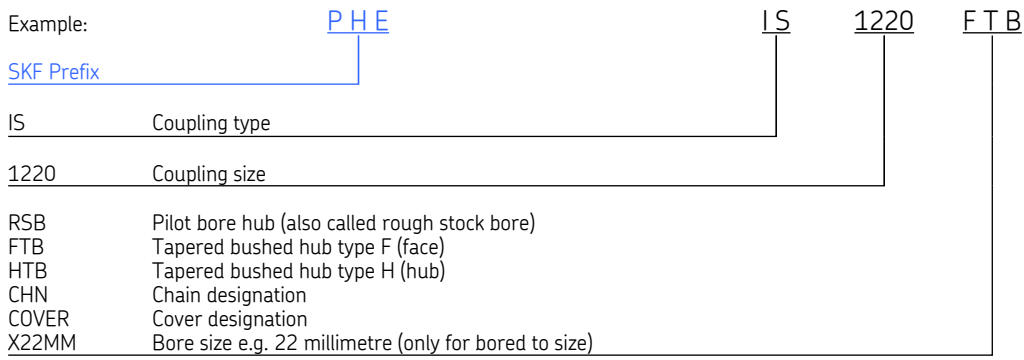 Example: PHE IS 1220 FTB
SKF Prefix
IS Coupling type
1220 Coupling size
RSB Pilot bore hub (also called rough stock bore)
FTB Tapered bushed hub type F (face)
HTB Tapered bushed hub type H (hub)
CHN Chain designation
COVER Cover designation
X22MM Bore size e.g. 22 millimetre (only for bored to size)